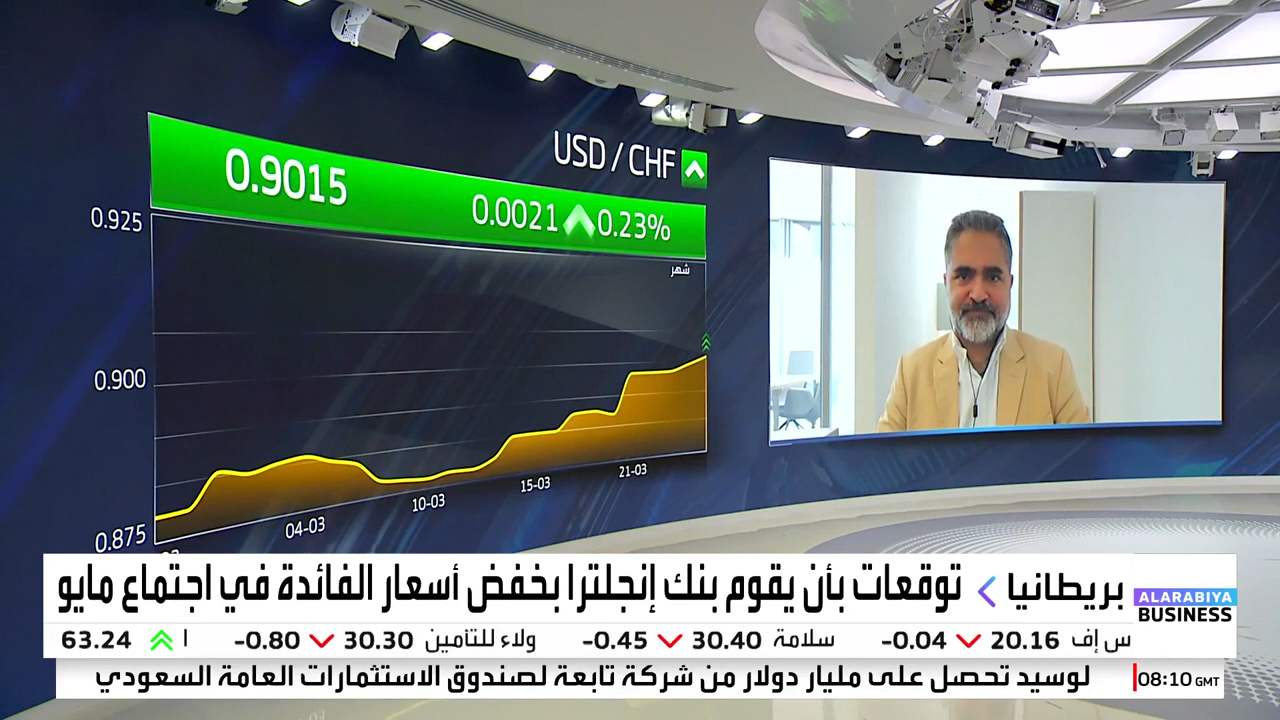 USD / CHF
0.9015
0.0021 0.23%
شهر
0.925
0.900
0.875
04-03
10-03
15-03
21-03
بريطانيا > توقعات بأن يقوم بنك إنجلترا بخفض أسعار الفائدة في اجتماع مايو
ALARABIYA
BUSINESS
س إف 20.16 -0.04 سلامة 30.40 -0.45 ولاء للتأمين 30.30 -0.80 ا 63.24
لوسيد تحصل على مليار دولار من شركة تابعة لصندوق الاستثمارات العامة السعودي
08:10 GMT